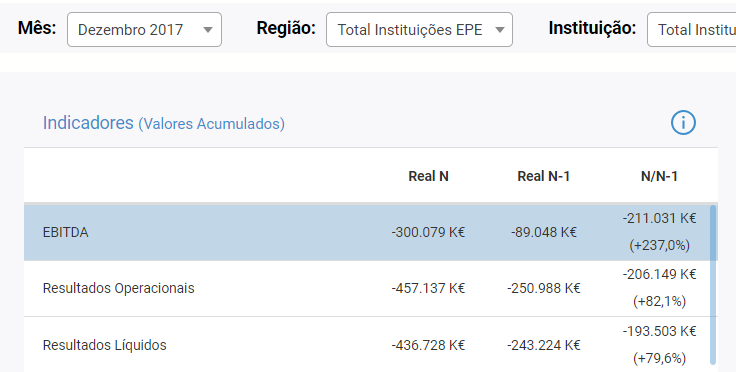 Mês: Dezembro 2017 Região: Total Instituições EPE Instituição: Total Institu
Indicadores (Valores Acumulados)
Real N Real N-1 N/N-1
EBITDA -300.079 K€ -89.048 K€ -211.031 K€
(+237,0%)
Resultados Operacionais -457.137 K€ -250.988 K€ -206.149 K€
(+82,1%)
Resultados Líquidos -436.728 K€ -243.224 K€ -193.503 K€
(+79,6%)